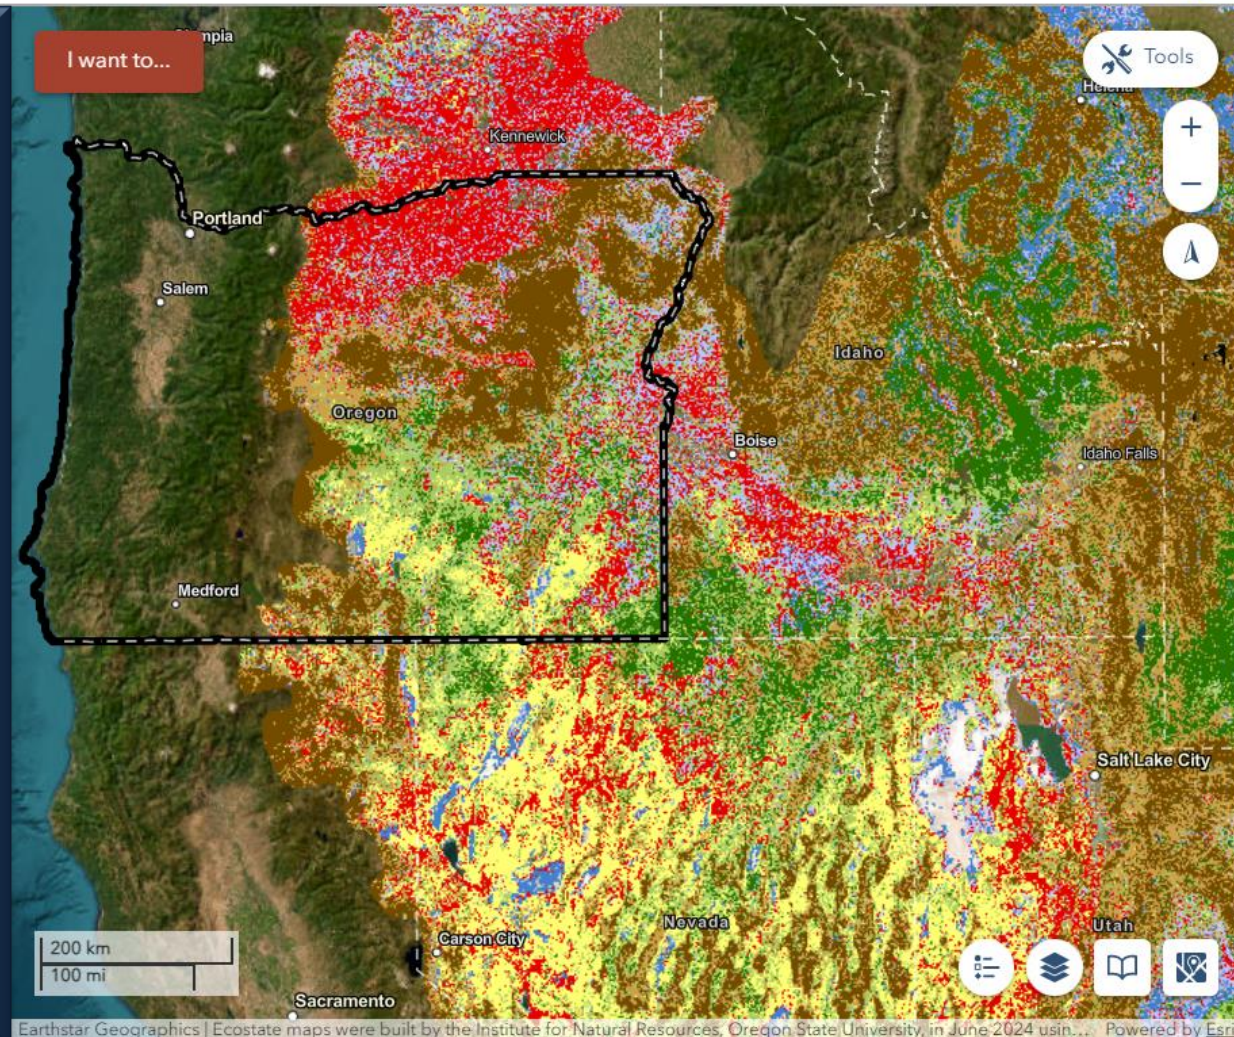 mpia
I want to...
Tools
Helena
Kennewick
Portland
Salem
Idaho
Oregon
Boise
Idaho Falls
Medford
Salt Lake City
Nevada
Utah
Carson City
200 km
100 mi
Sacramento
Earthstar Geographics | Ecostate maps were built by the Institute for Natural Resources, Oregon State University, in June 2024 usin... Powered by Esri